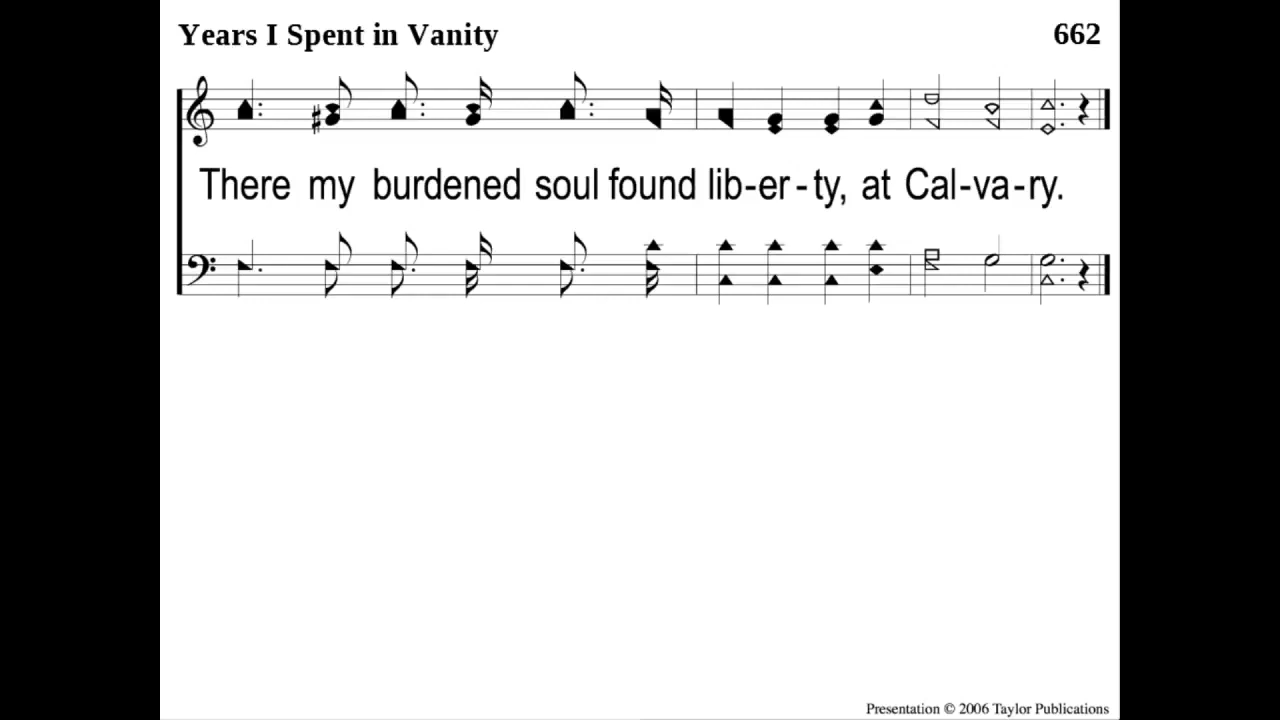 Years I Spent in Vanity 662
There my burdened soul found lib-er-ty, at Cal-va-ry.
Presentation © 2006 Taylor Publications